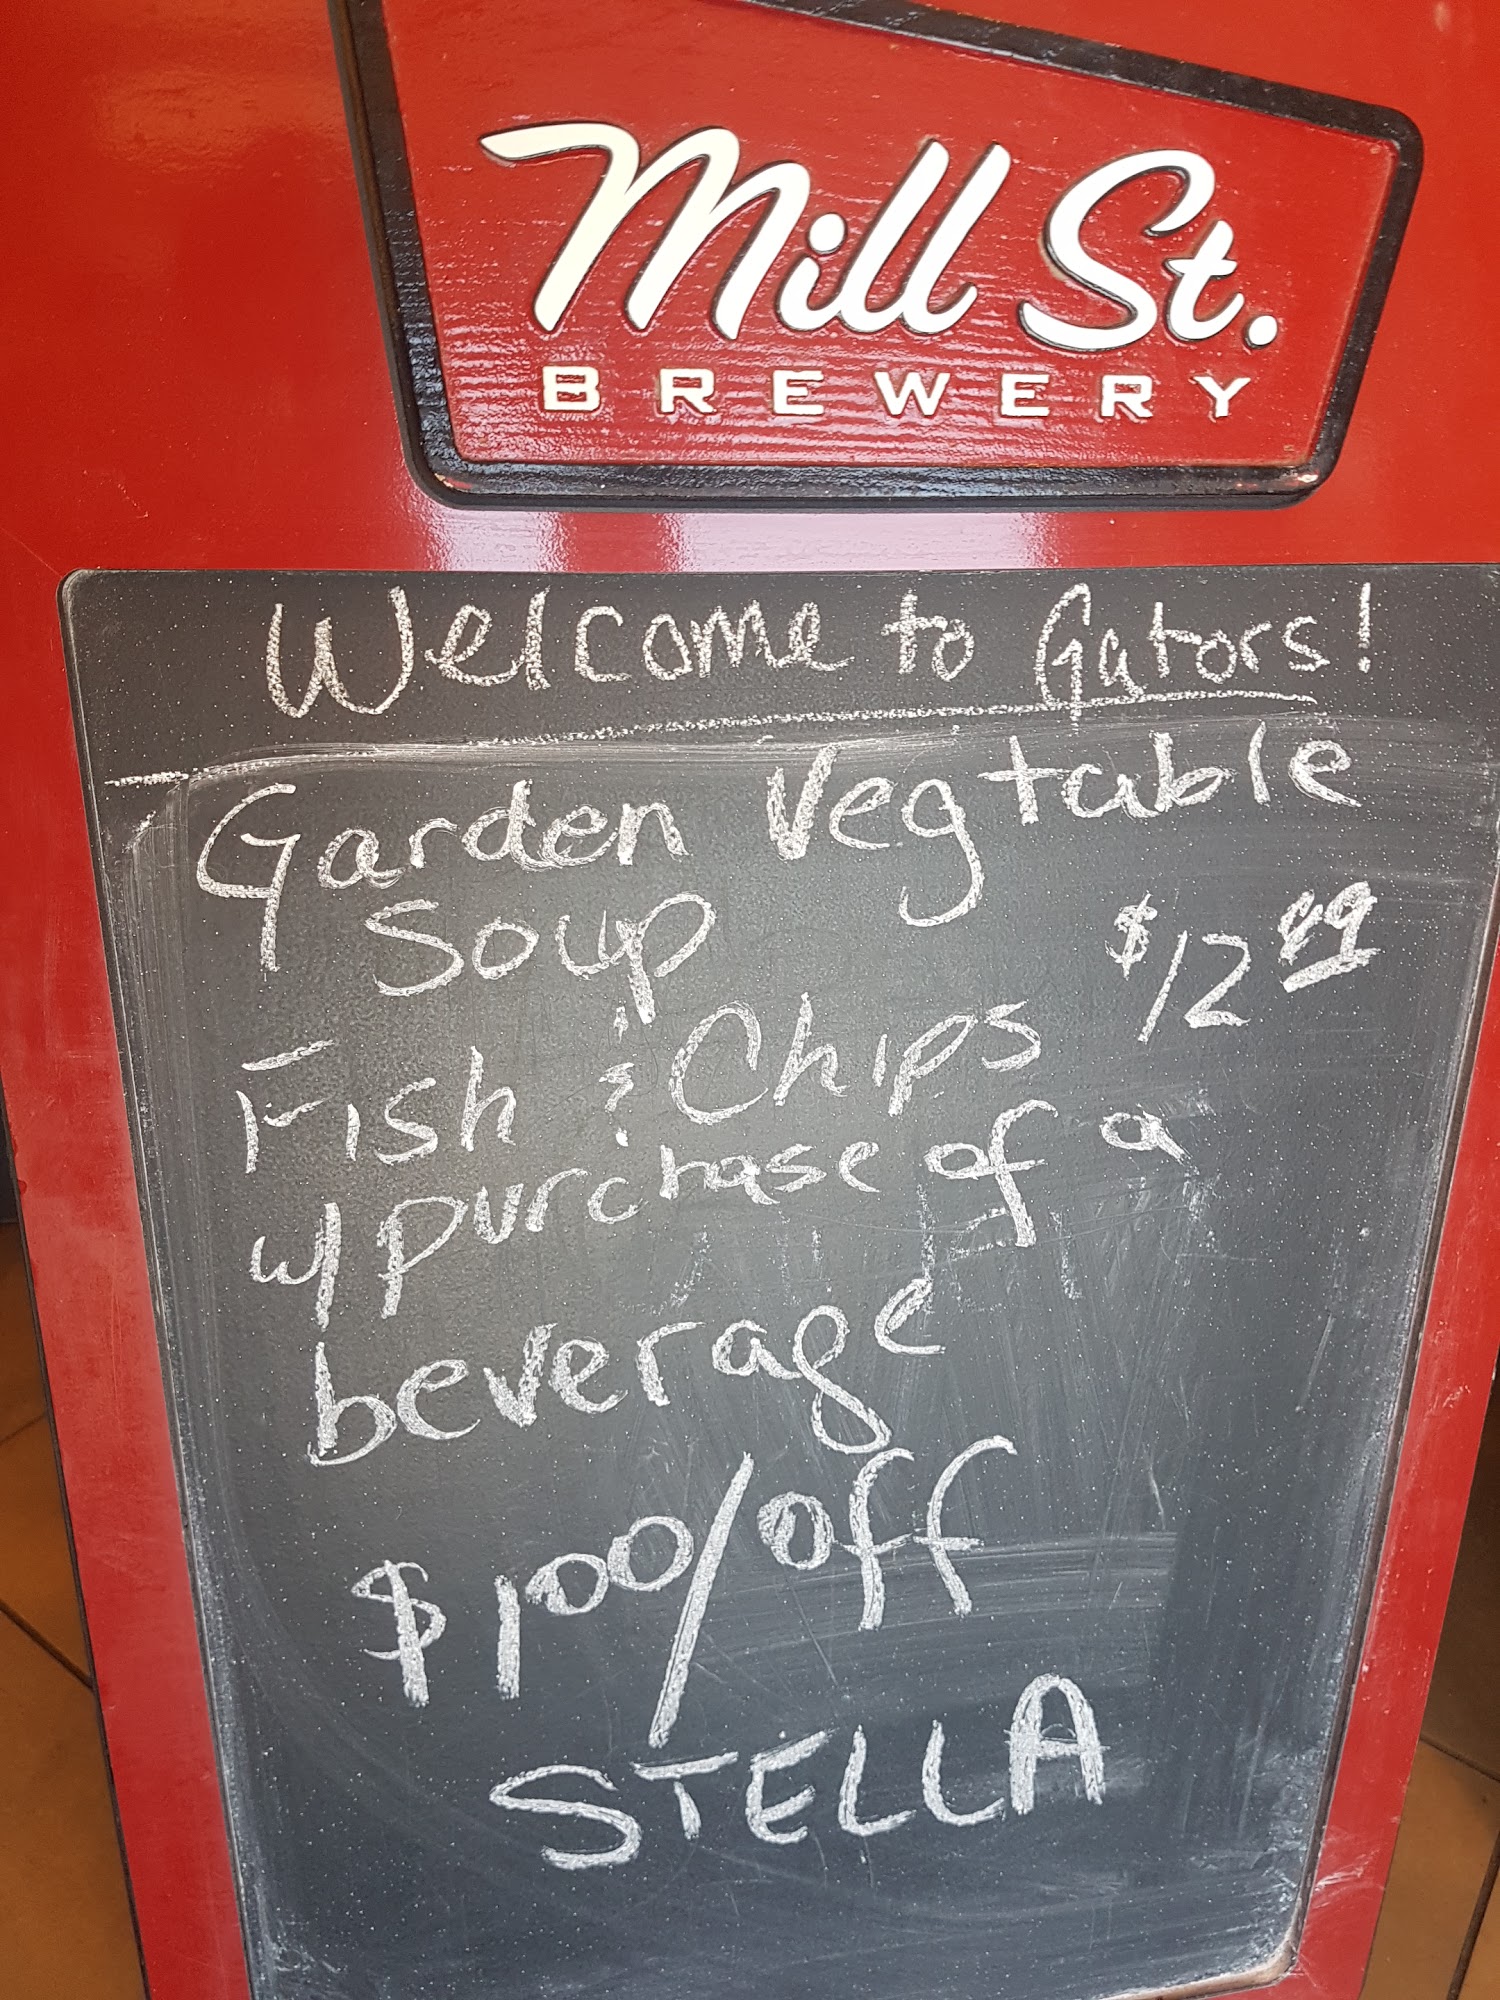 Mill St.
BREWERY
Welcome to Gators!
Garden Vegtable
Soup
Fish & Chips $12.99
w/ purchase of a
beverage
$1.00/off
STELLA